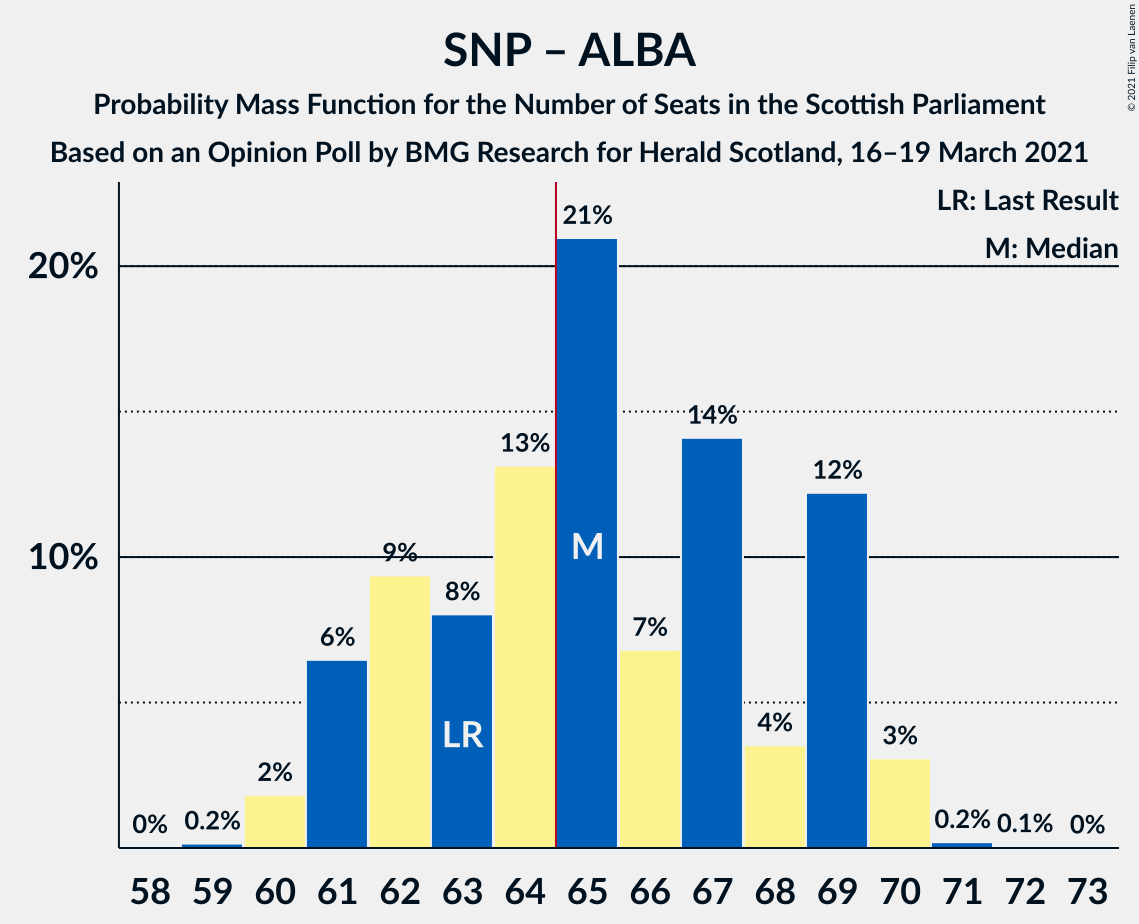 SNP – ALBA
Probability Mass Function for the Number of Seats in the Scottish Parliament
Based on an Opinion Poll by BMG Research for Herald Scotland, 16–19 March 2021
© 2021 Filip van Laenen
LR: Last Result
M: Median
20%
10%
0% 0.2% 2% 6% 9% 8% 13% 21% 7% 14% 4% 12% 3% 0.2% 0.1% 0%
LR
M
58 59 60 61 62 63 64 65 66 67 68 69 70 71 72 73